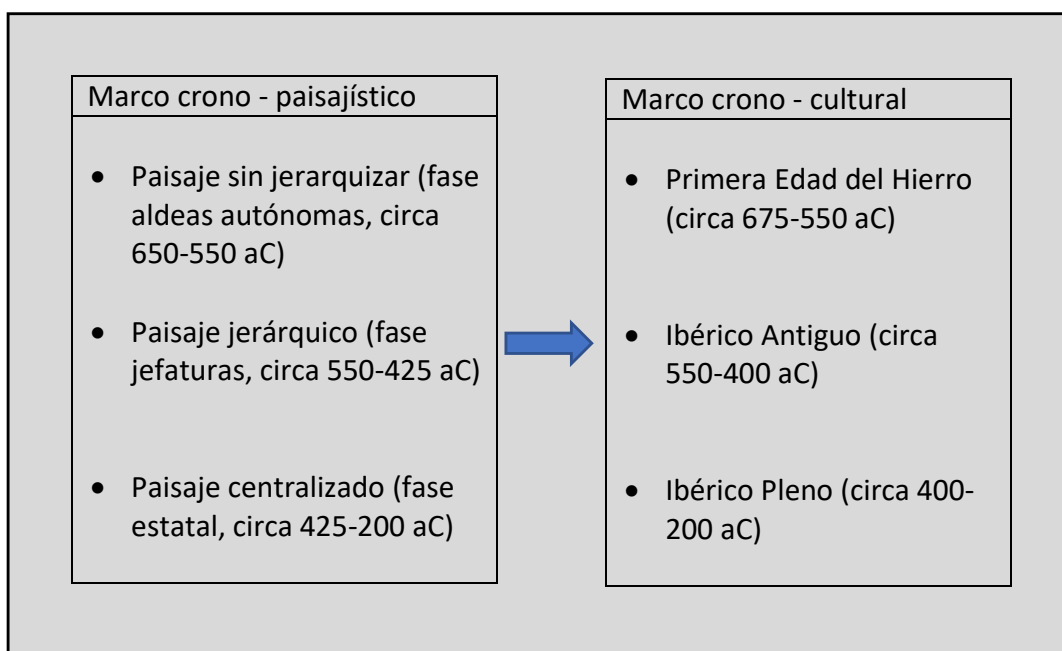 Marco crono - paisajístico
• Paisaje sin jerarquizar (fase
aldeas autónomas, circa
650-550 aC)
• Paisaje jerárquico (fase
jefaturas, circa 550-425 aC)
• Paisaje centralizado (fase
estatal, circa 425-200 aC)
Marco crono - cultural
• Primera Edad del Hierro
(circa 675-550 aC)
• Ibérico Antiguo (circa
550-400 aC)
• Ibérico Pleno (circa 400-
200 aC)